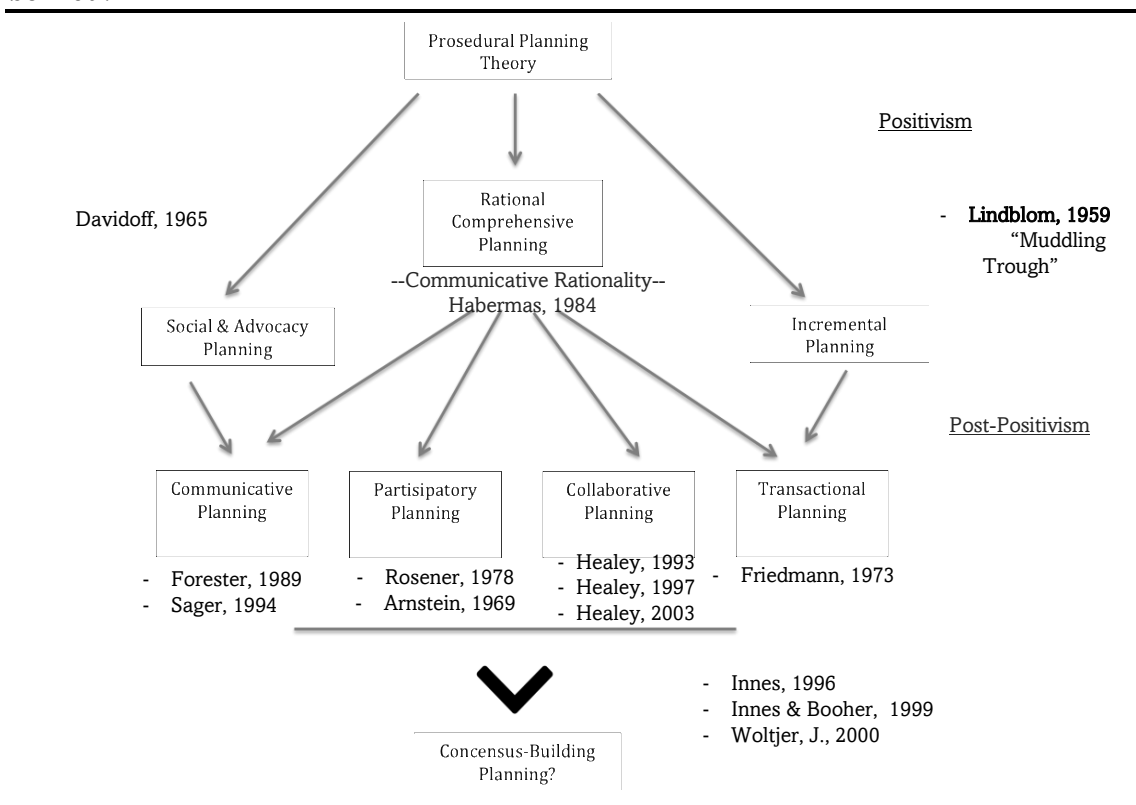 Prosedural Planning
Theory
Positivism
Davidoff, 1965
Rational
Comprehensive
Planning
- Lindblom, 1959
“Muddling
Trough”
--Communicative Rationality--
Habermas, 1984
Social & Advocacy
Planning
Incremental
Planning
Post-Positivism
Communicative
Planning
Partisipatory
Planning
Collaborative
Planning
Transactional
Planning
- Forester, 1989
- Sager, 1994
- Rosener, 1978
- Arnstein, 1969
- Healey, 1993
- Healey, 1997
- Healey, 2003
- Friedmann, 1973
- Innes, 1996
- Innes & Booher, 1999
- Woltjer, J., 2000
Concensus-Building
Planning?